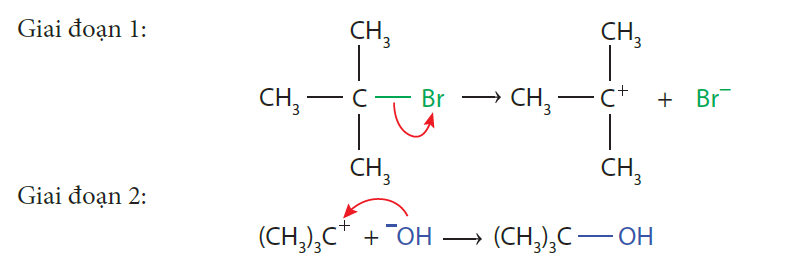 Giai đoạn 1:
CH₃ CH₃
CH₃ — C — Br ⟶ CH₃ — C⁺ + Br⁻
CH₃ CH₃
Giai đoạn 2:
(CH₃)₃C⁺ + ⁻OH ⟶ (CH₃)₃C — OH